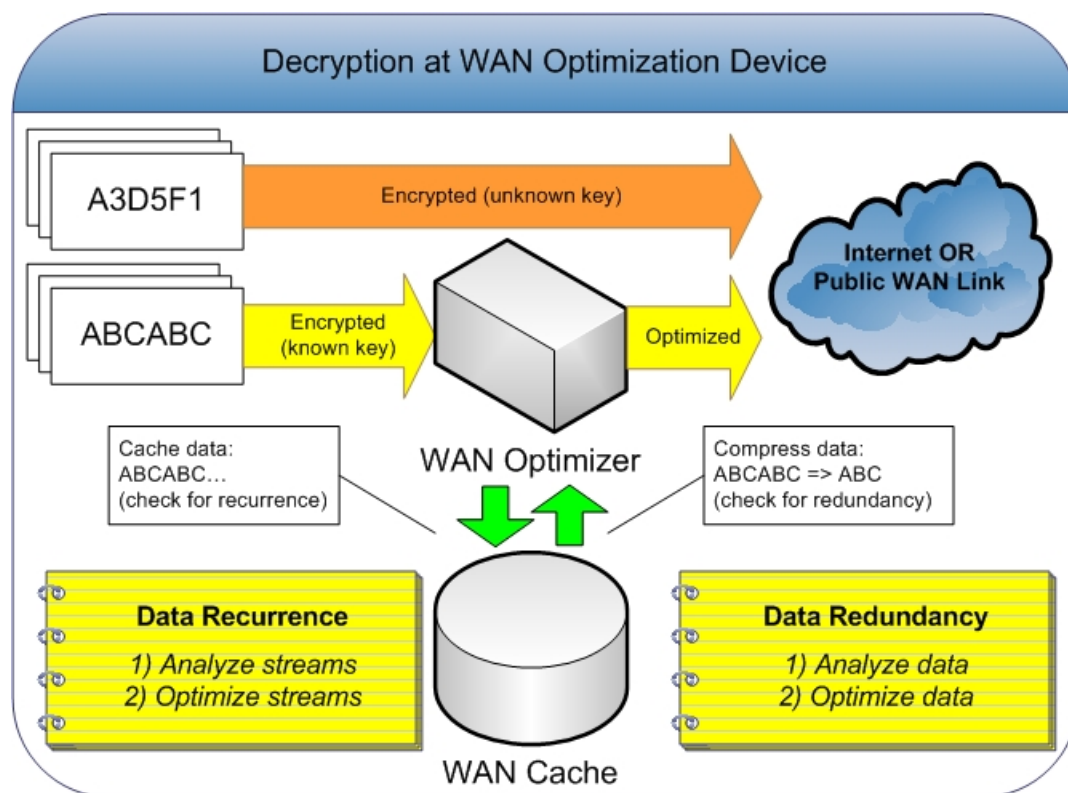 Decryption at WAN Optimization Device
A3D5F1
Encrypted (unknown key)
Internet OR
Public WAN Link
ABCABC
Encrypted
(known key)
Optimized
WAN Optimizer
Cache data:
ABCABC...
(check for recurrence)
Compress data:
ABCABC => ABC
(check for redundancy)
Data Recurrence
1) Analyze streams
2) Optimize streams
Data Redundancy
1) Analyze data
2) Optimize data
WAN Cache